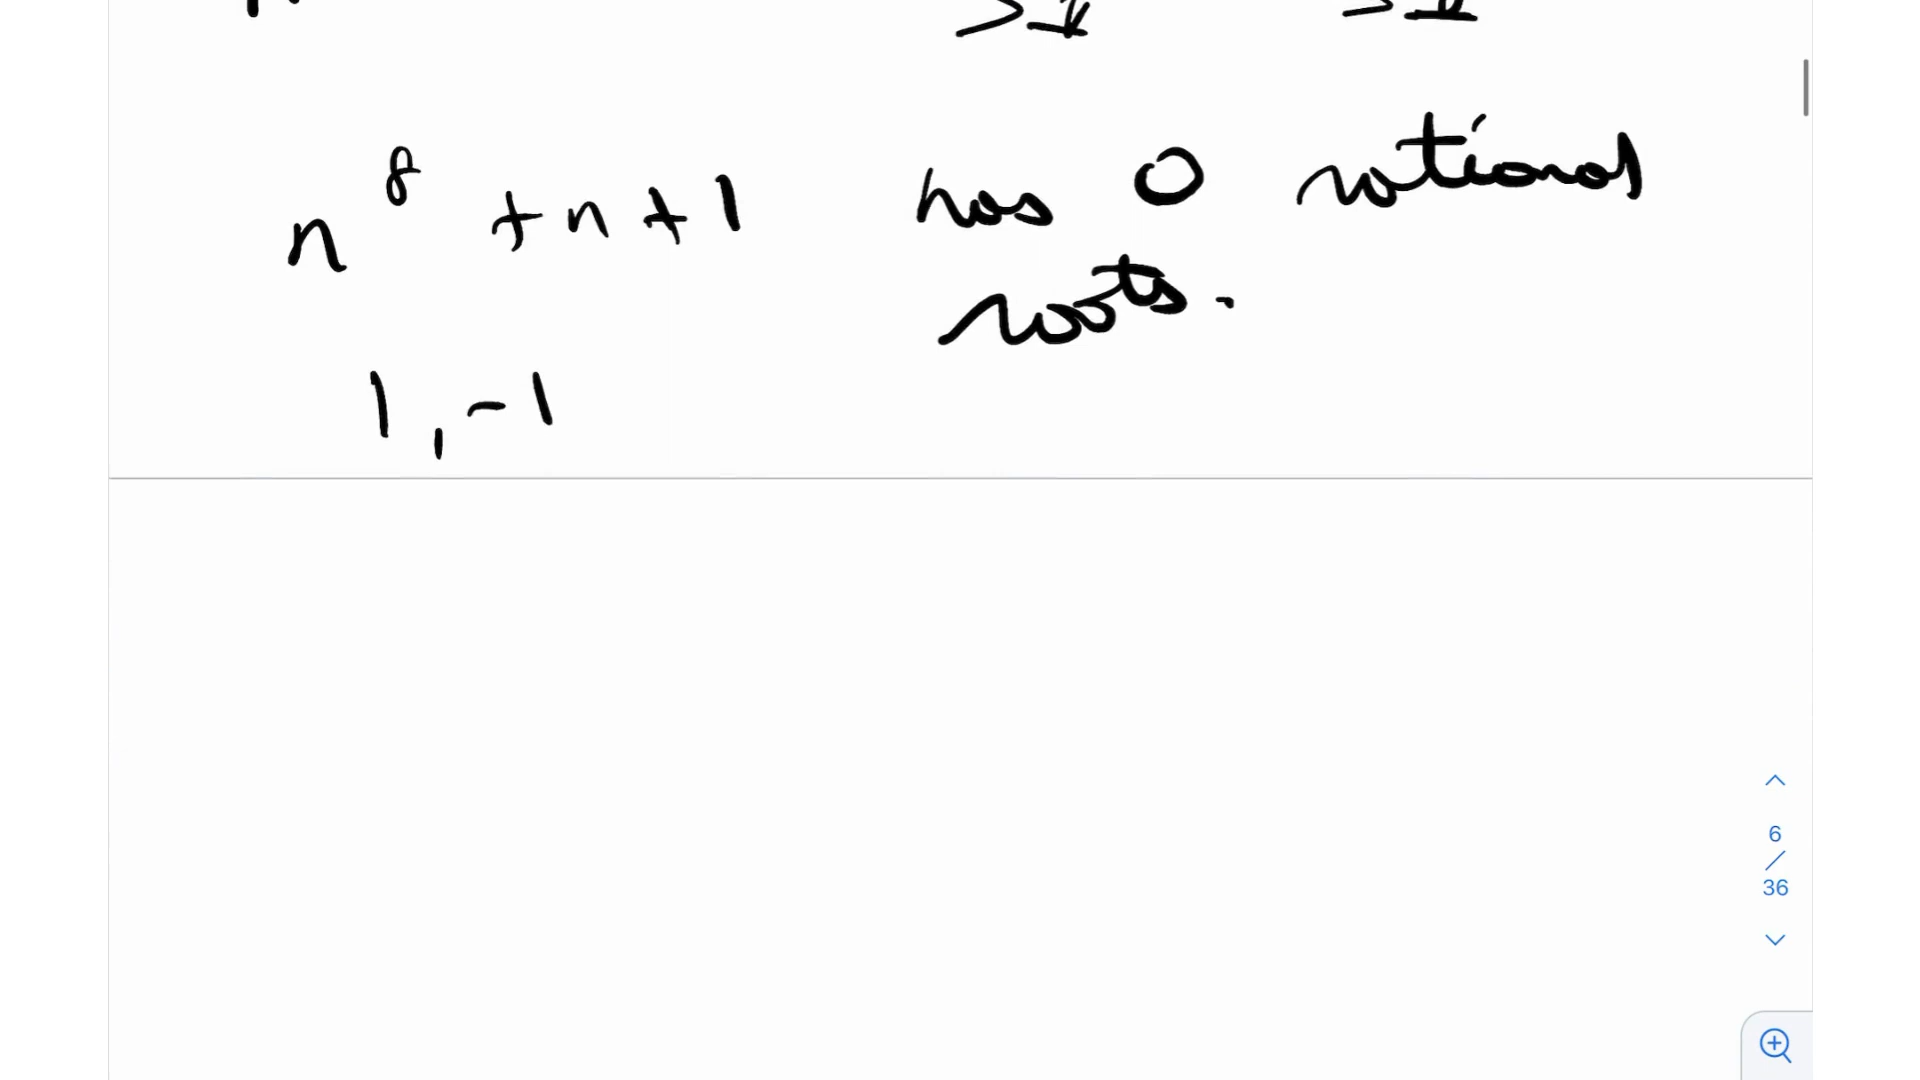 n⁸ + n + 1 has 0 rational
roots.
1, -1
6
/
36